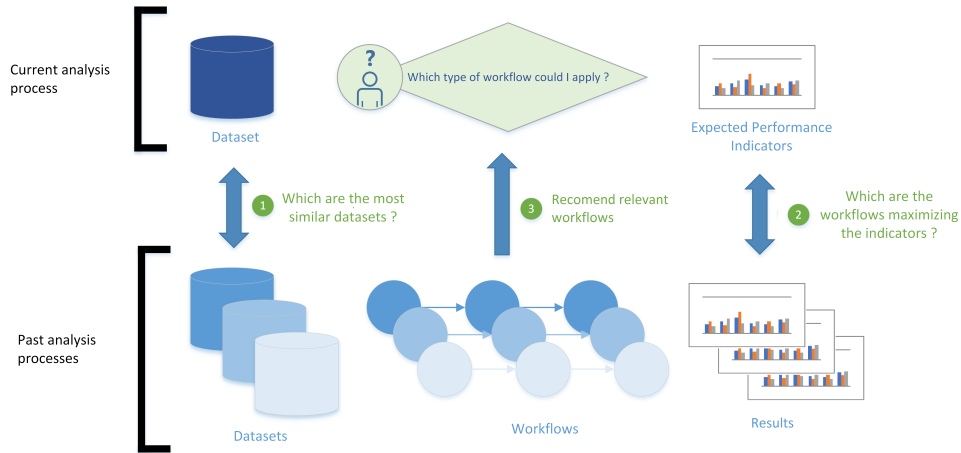 Current analysis
process
?
Which type of workflow could I apply ?
Dataset
Expected Performance
Indicators
1
Which are the most
similar datasets ?
3
Recomend relevant
workflows
2
Which are the
workflows maximizing
the indicators ?
Past analysis
processes
Datasets
Workflows
Results